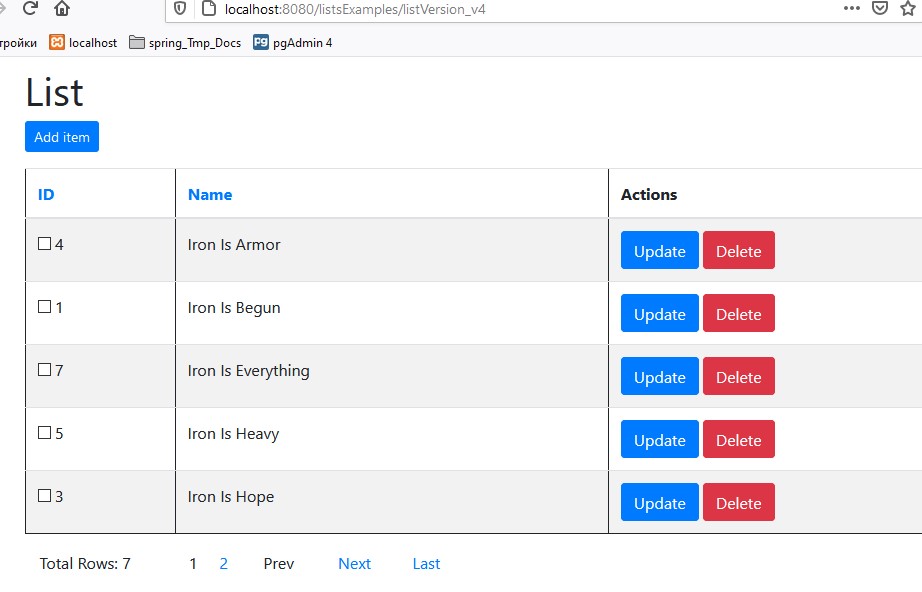 localhost:8080/listsExamples/listVersion_v4
ройки localhost spring_Tmp_Docs pgAdmin 4
List
Add item
ID Name Actions
4 Iron Is Armor Update Delete
1 Iron Is Begun Update Delete
7 Iron Is Everything Update Delete
5 Iron Is Heavy Update Delete
3 Iron Is Hope Update Delete
Total Rows: 7 1 2 Prev Next Last